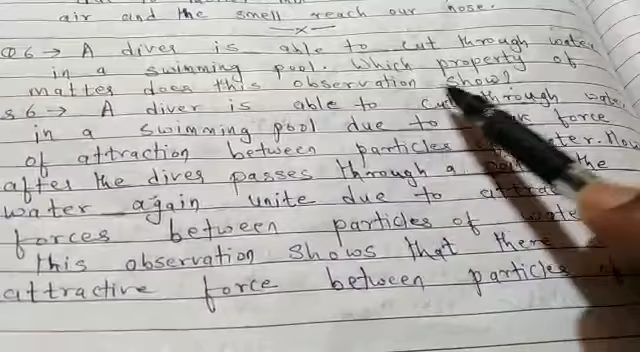 air and the smell reach our nose.
x
Q6 → A diver is able to cut through water
in a swimming pool. Which property of
matter does this observation show?
s6 → A diver is able to cut through water
in a swimming pool due to force
of attraction between particles water. Now
after the diver passes through a the
water again unite due to
forces between particles of
this observation shows that there
attractive force between particles